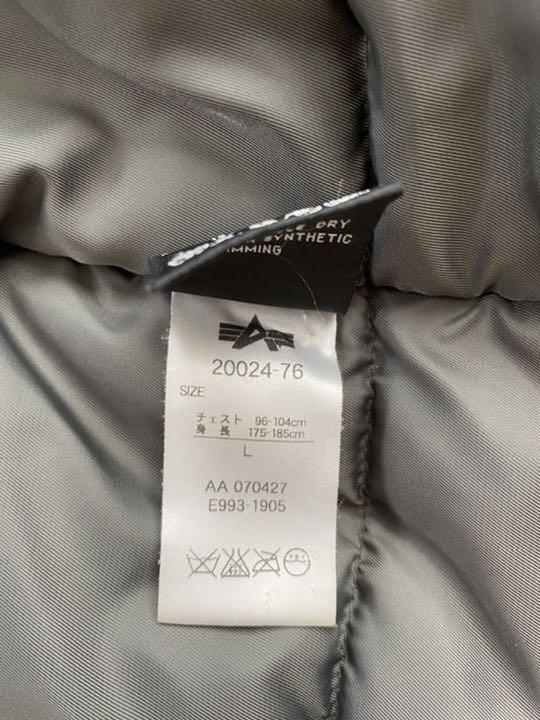 DRY
SYNTHETIC
20024-76
SIZE
チェスト 96-104cm
身 長 175-185cm
L
AA 070427
E993-1905